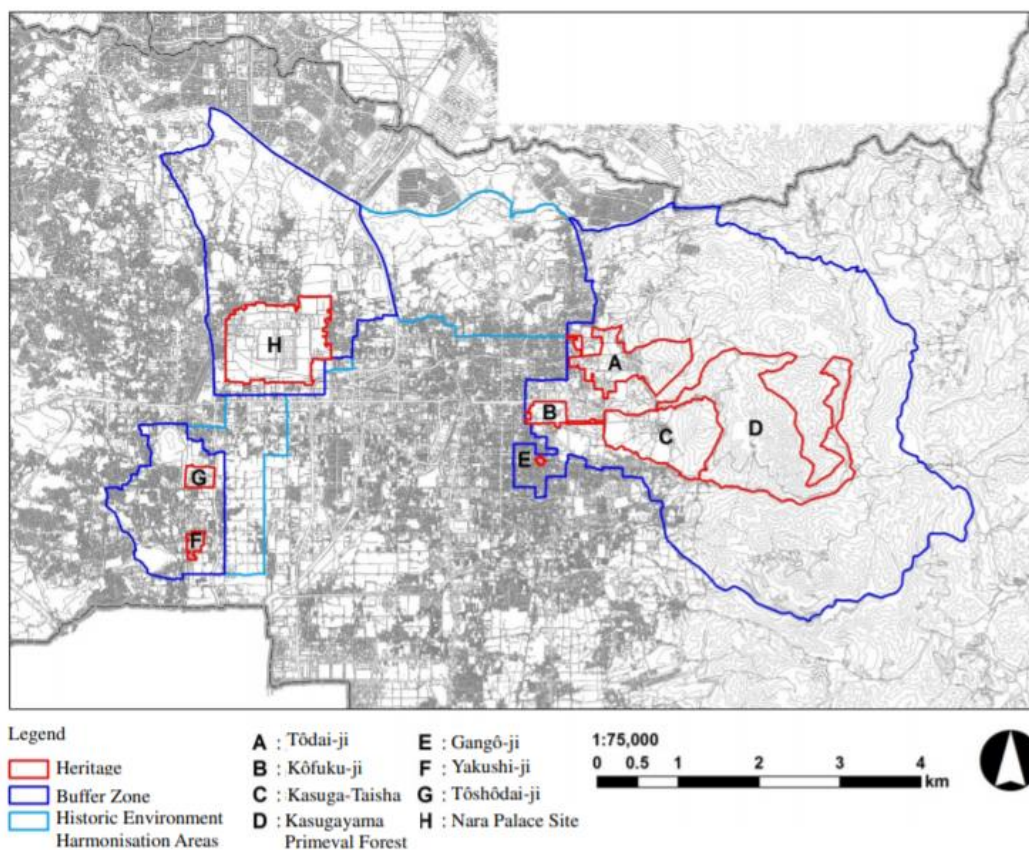 H
A
B
C
D
E
G
F
Legend
Heritage
Buffer Zone
Historic Environment
Harmonisation Areas
A : Tôdai-ji
B : Kôfuku-ji
C : Kasuga-Taisha
D : Kasugayama
Primeval Forest
E : Gangô-ji
F : Yakushi-ji
G : Tôshôdai-ji
H : Nara Palace Site
1:75,000
0 0.5 1 2 3 4
km